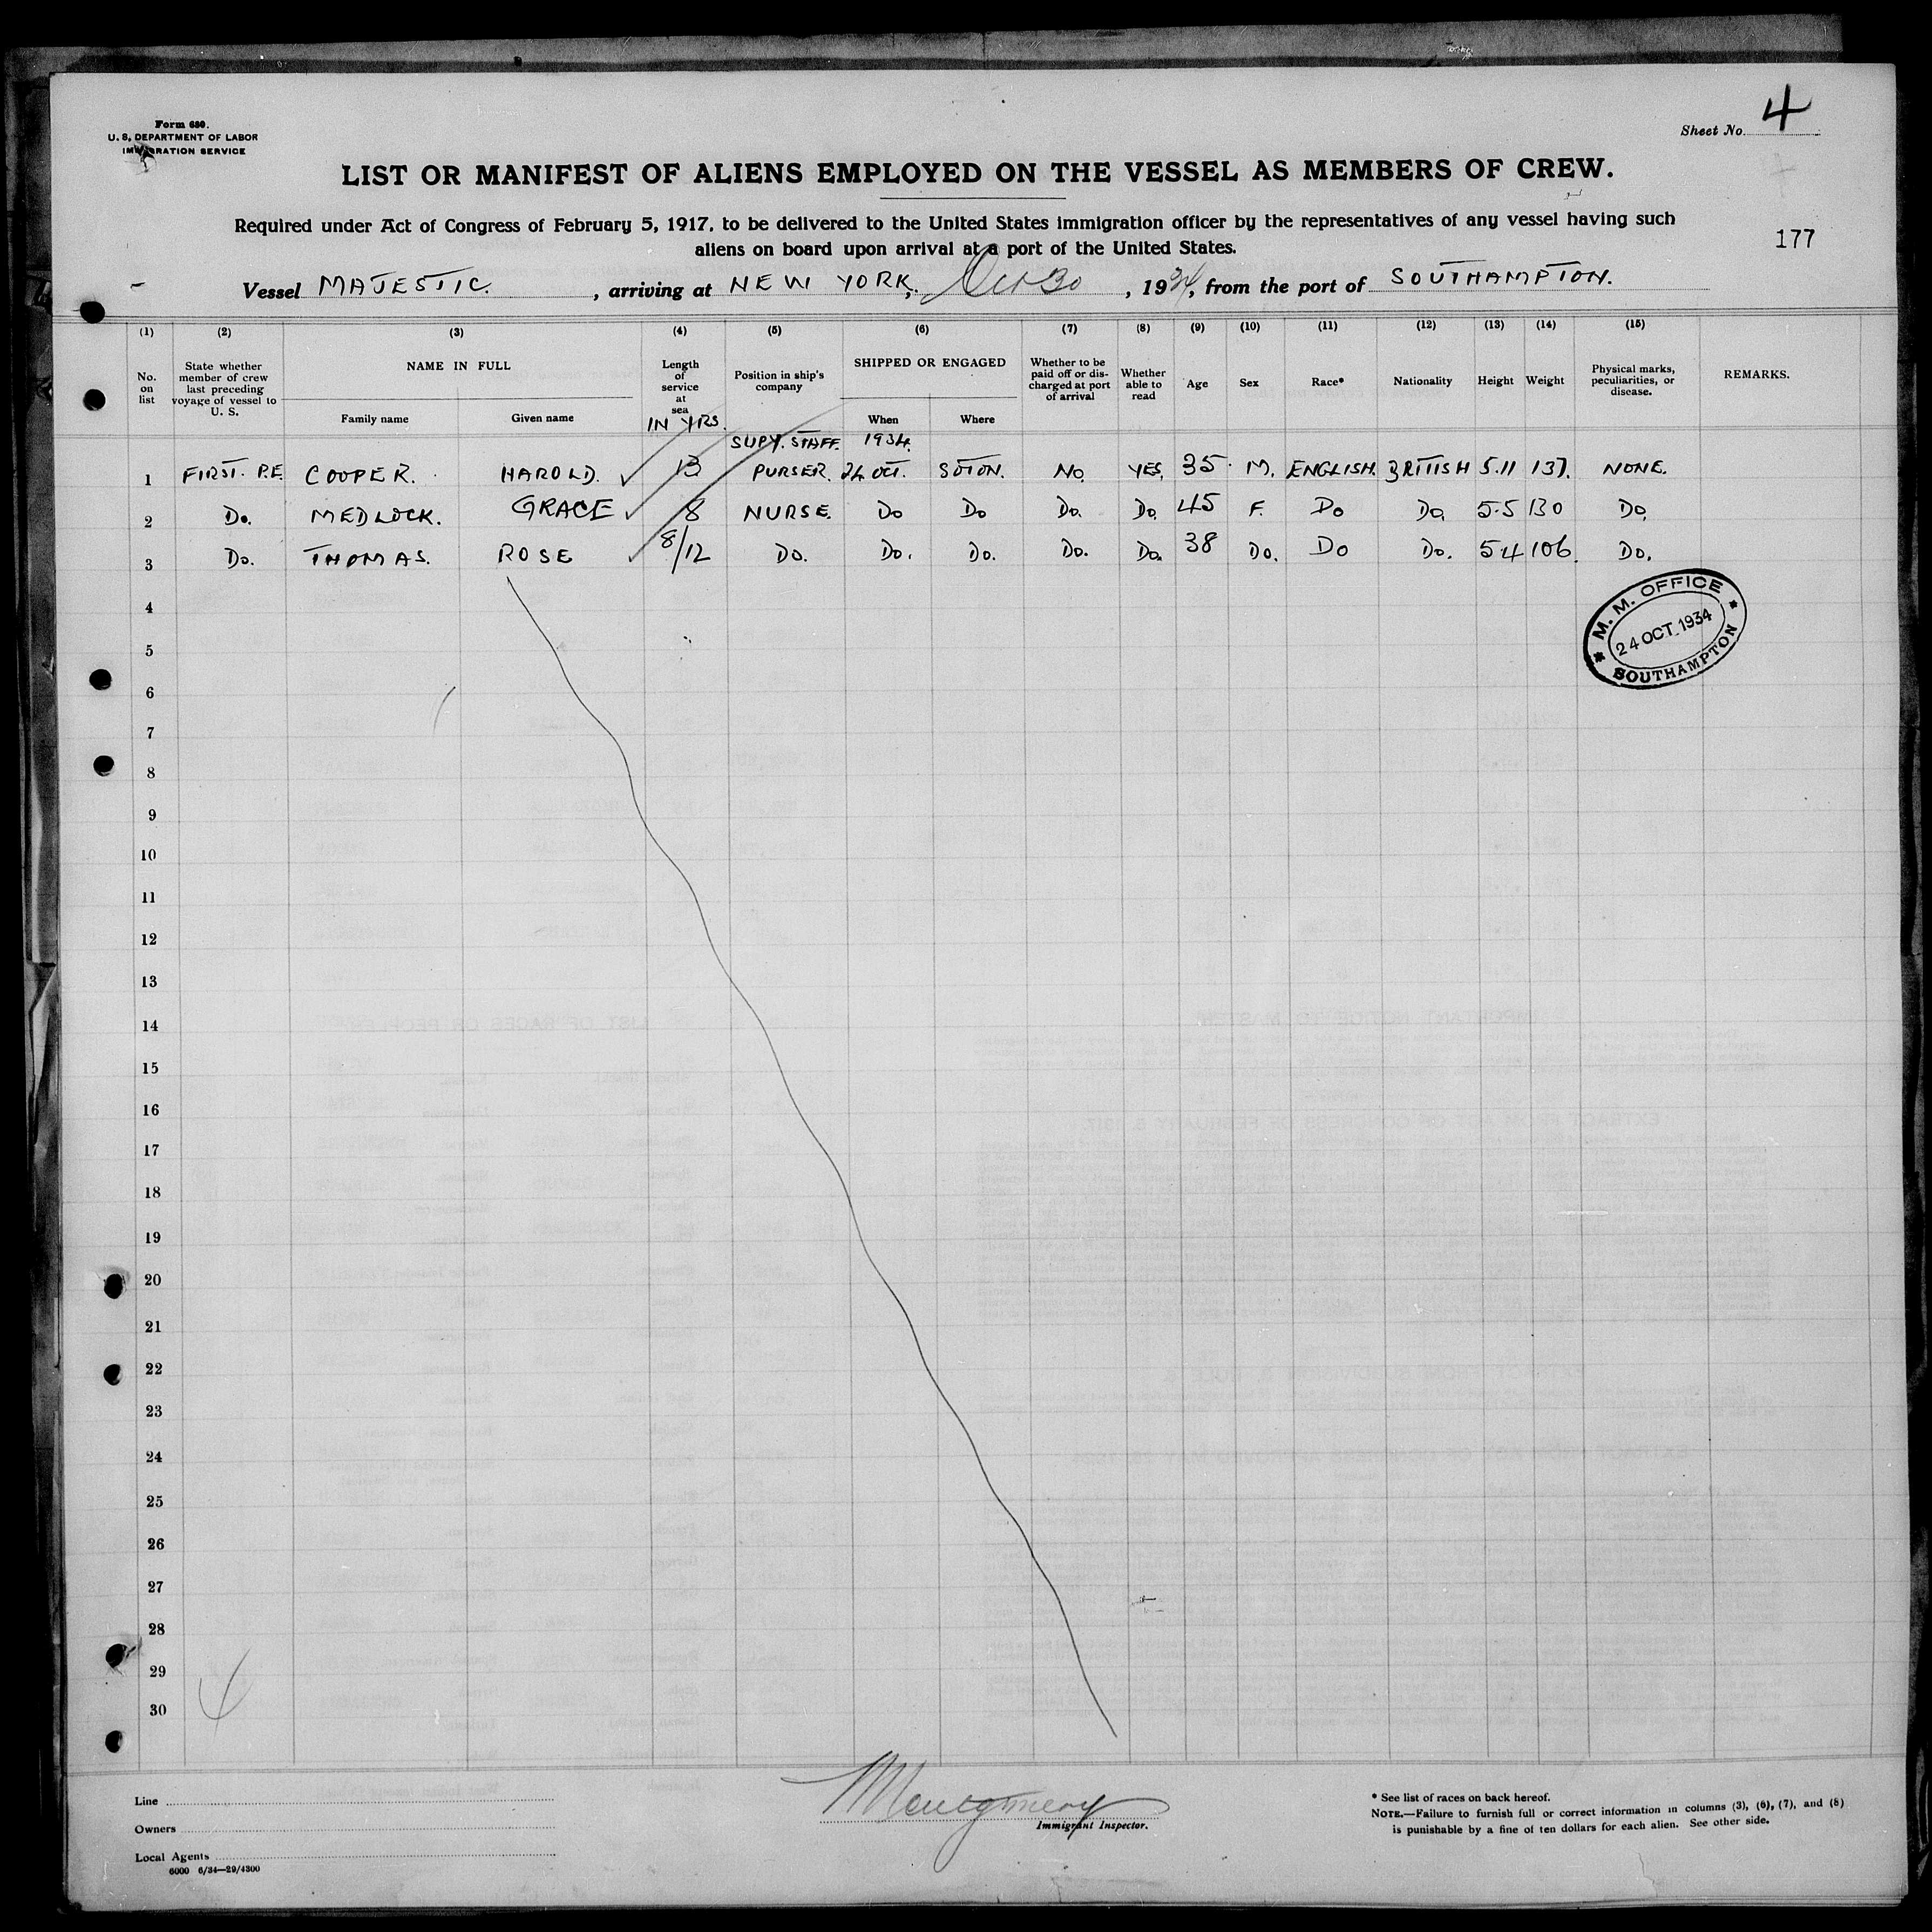 Form 680.
U. S. DEPARTMENT OF LABOR
IMMIGRATION SERVICE
Sheet No. 4
LIST OR MANIFEST OF ALIENS EMPLOYED ON THE VESSEL AS MEMBERS OF CREW.
Required under Act of Congress of February 5, 1917, to be delivered to the United States immigration officer by the representatives of any vessel having such
aliens on board upon arrival at a port of the United States.
177
Vessel MAJESTIC. , arriving at NEW YORK, Oct 30 , 1934, from the port of SOUTHAMPTON.
(1) (2) (3) (4) (5) (6) (7) (8) (9) (10) (11) (12) (13) (14) (15)
No. on list State whether member of crew last preceding voyage of vessel to U. S. NAME IN FULL Family name Given name Length of service at sea IN YRS. Position in ship's company SHIPPED OR ENGAGED When Where Whether to be paid off or discharged at port of arrival Whether able to read Age Sex Race* Nationality Height Weight Physical marks, peculiarities, or disease. REMARKS.
SUPY. STAFF. 1934.
1 FIRST. P.E. COOPER. HAROLD. 13 PURSER. 24 OCT. SOTON. NO YES 35 M. ENGLISH. BRITISH 5.11 137. NONE.
2 Do. MEDLOCK. GRACE 8 NURSE. Do Do Do. Do. 45 F. Do Do. 5.5 130 Do.
3 Do. THOMAS. ROSE 8/12 Do. Do. Do. Do. Do. 38 Do. Do Do. 5 4 106. Do.
M. M. OFFICE
24 OCT. 1934
SOUTHAMPTON
4
5
6
7
8
9
10
11
12
13
14
15
16
17
18
19
20
21
22
23
24
25
26
27
28
29
30
4
Line
Owners
Local Agents
6000 6/34—29/4300
Montgomery
Immigrant Inspector.
* See list of races on back hereof.
NOTE.—Failure to furnish full or correct information in columns (3), (6), (7), and (8)
is punishable by a fine of ten dollars for each alien. See other side.